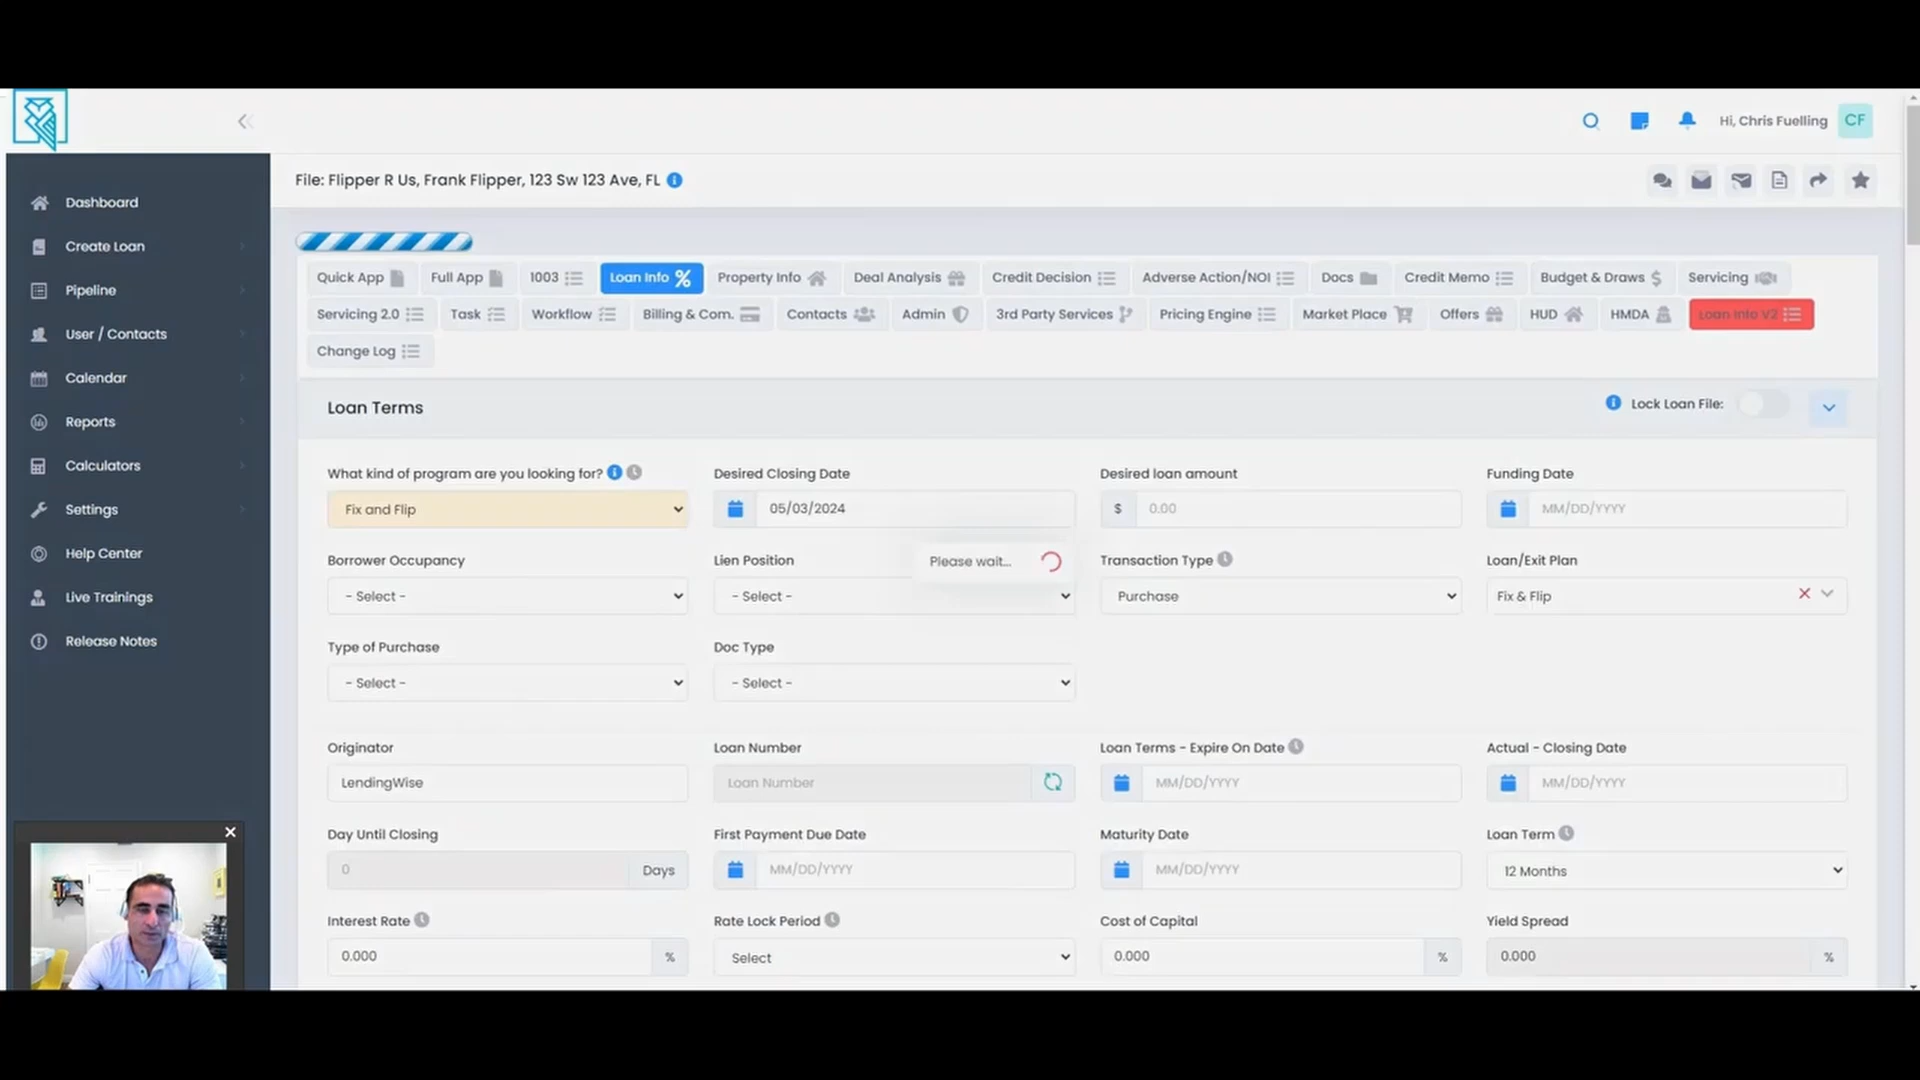 Hi, Chris Fuelling CF
File: Flipper R Us, Frank Flipper, 123 Sw 123 Ave, FL
Dashboard
Create Loan
Pipeline
User / Contacts
Calendar
Reports
Calculators
Settings
Help Center
Live Trainings
Release Notes
Quick App Full App 1003 Loan Info Property Info Deal Analysis Credit Decision Adverse Action/NOI Docs Credit Memo Budget & Draws Servicing
Servicing 2.0 Task Workflow Billing & Com. Contacts Admin 3rd Party Services Pricing Engine Market Place Offers HUD HMDA Loan Info V2
Change Log
Loan Terms Lock Loan File:
What kind of program are you looking for? Desired Closing Date Desired loan amount Funding Date
Fix and Flip 05/03/2024 $ 0.00 MM/DD/YYYY
Please wait...
Borrower Occupancy Lien Position Transaction Type Loan/Exit Plan
- Select - - Select - Purchase Fix & Flip
Type of Purchase Doc Type
- Select - - Select -
Originator Loan Number Loan Terms - Expire On Date Actual - Closing Date
LendingWise Loan Number MM/DD/YYYY MM/DD/YYYY
Day Until Closing First Payment Due Date Maturity Date Loan Term
0 Days MM/DD/YYYY MM/DD/YYYY 12 Months
Interest Rate Rate Lock Period Cost of Capital Yield Spread
0.000 % Select 0.000 % 0.000 %